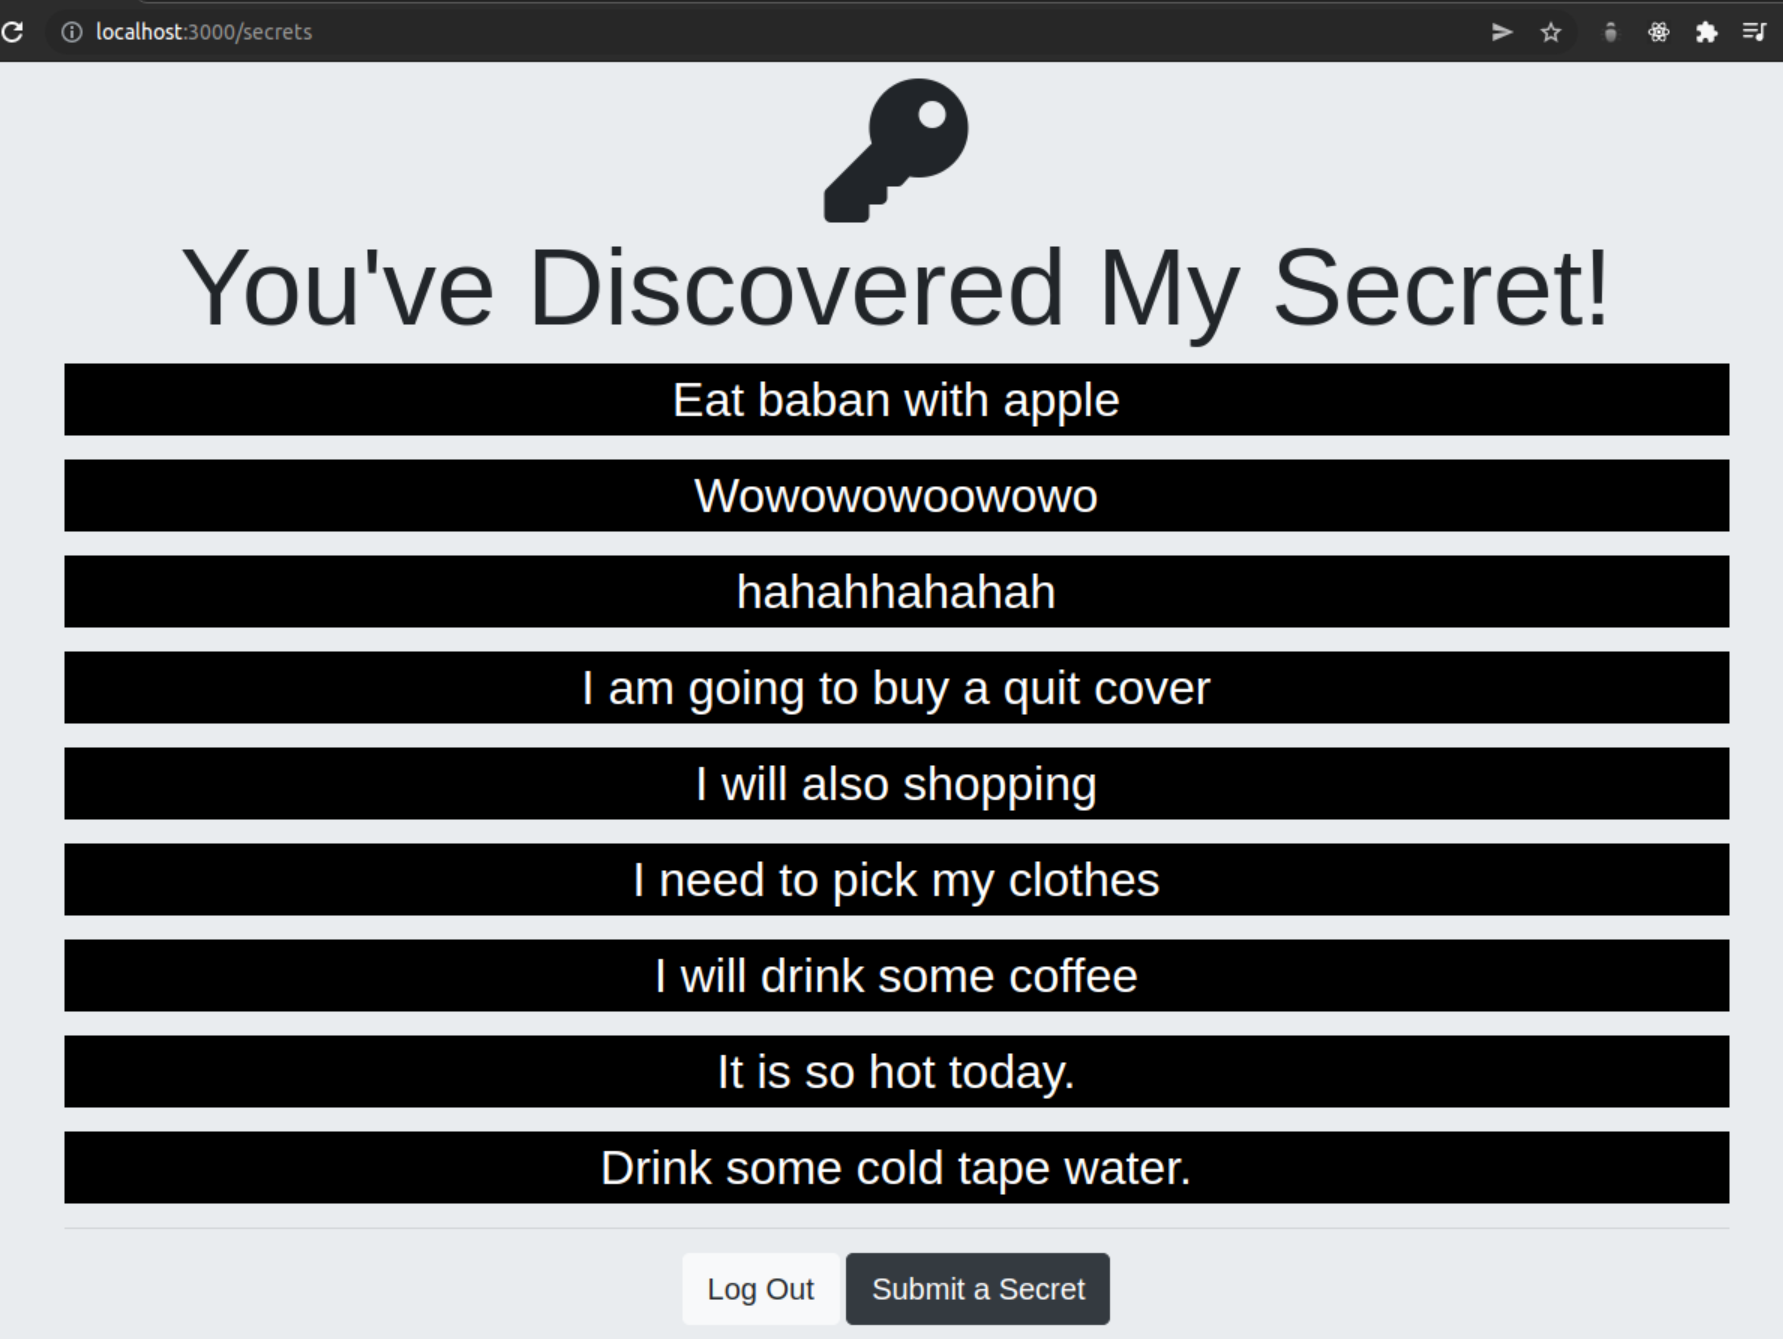 localhost:3000/secrets
You've Discovered My Secret!
Eat baban with apple
Wowowowoowowo
hahahhahahah
I am going to buy a quit cover
I will also shopping
I need to pick my clothes
I will drink some coffee
It is so hot today.
Drink some cold tape water.
Log Out
Submit a Secret